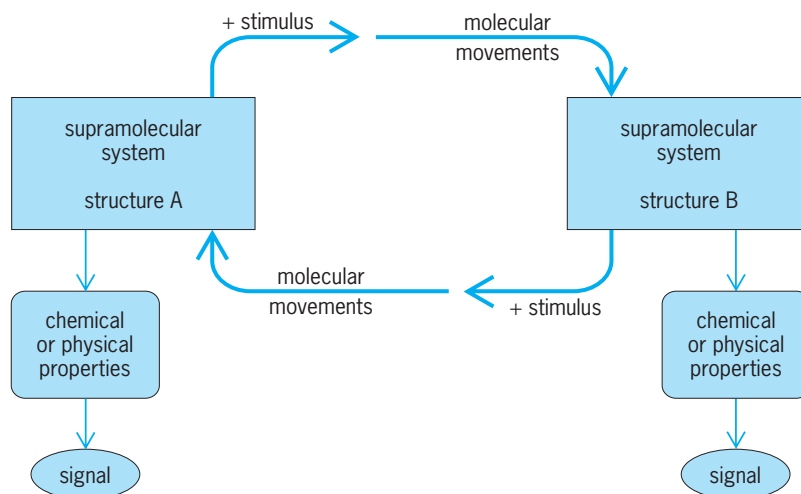 + stimulus
molecular
movements
supramolecular
system
structure A
supramolecular
system
structure B
molecular
movements
+ stimulus
chemical
or physical
properties
chemical
or physical
properties
signal
signal